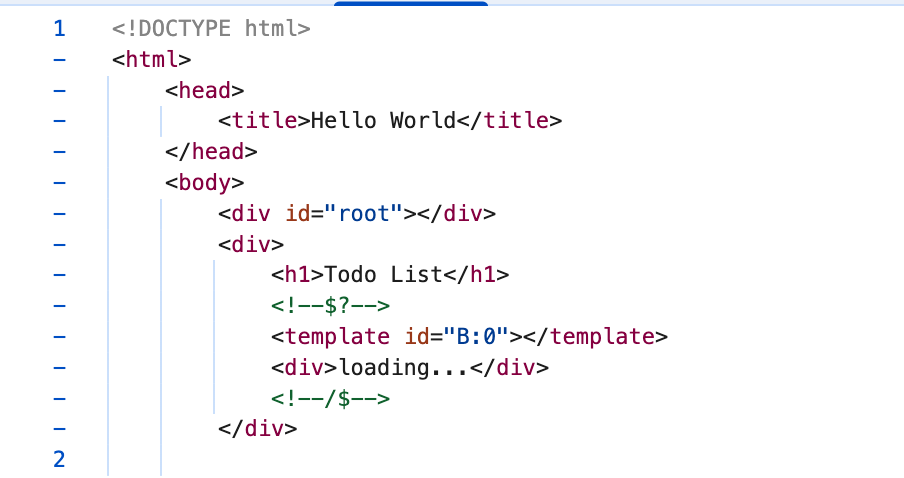 1 <!DOCTYPE html>
- <html>
- <head>
- <title>Hello World</title>
- </head>
- <body>
- <div id="root"></div>
- <div>
- <h1>Todo List</h1>
- <!--$?-->
- <template id="B:0"></template>
- <div>loading...</div>
- <!--/$-->
- </div>
2